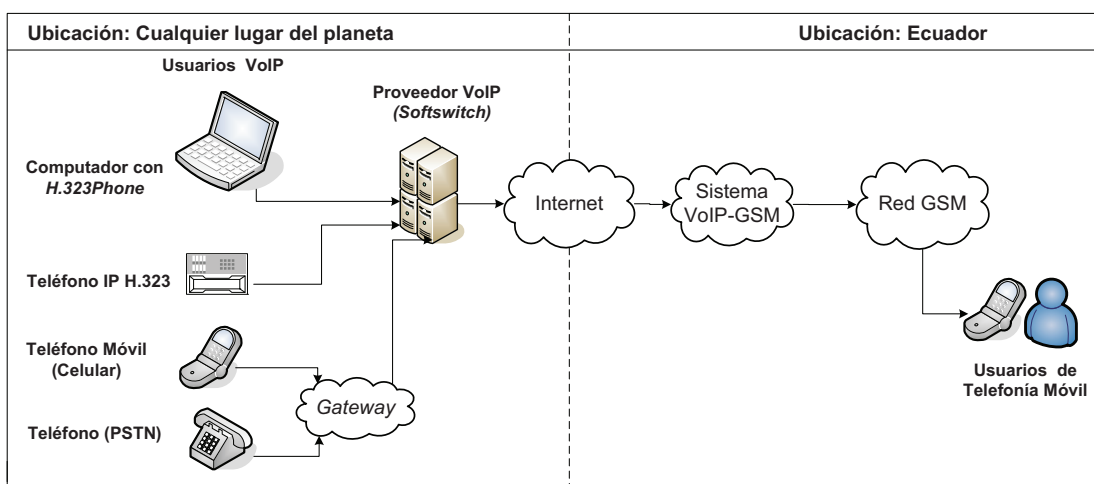 Ubicación: Cualquier lugar del planeta
Ubicación: Ecuador
Usuarios VoIP
Proveedor VoIP
(Softswitch)
Computador con
H.323Phone
Internet
Sistema
VoIP-GSM
Red GSM
Teléfono IP H.323
Teléfono Móvil
(Celular)
Gateway
Usuarios de
Telefonía Móvil
Teléfono (PSTN)